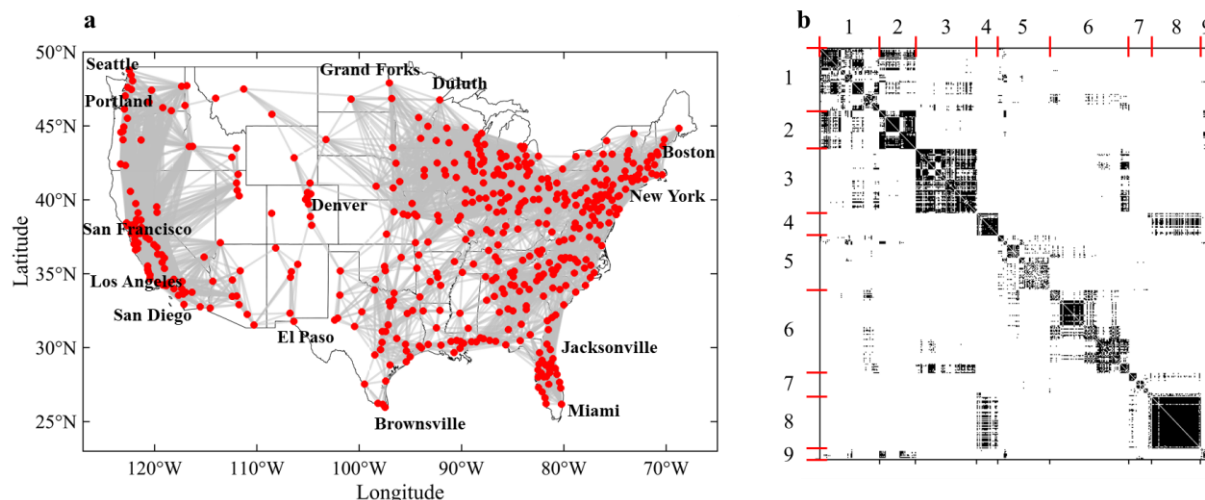 a
50°N
45°N
40°N
35°N
30°N
25°N
Latitude
120°W 110°W 100°W 90°W 80°W 70°W
Longitude
Seattle
Grand Forks
Duluth
Portland
Boston
New York
Denver
San Francisco
Los Angeles
San Diego
El Paso
Jacksonville
Miami
Brownsville
b
1 2 3 4 5 6 7 8 9
1
2
3
4
5
6
7
8
9